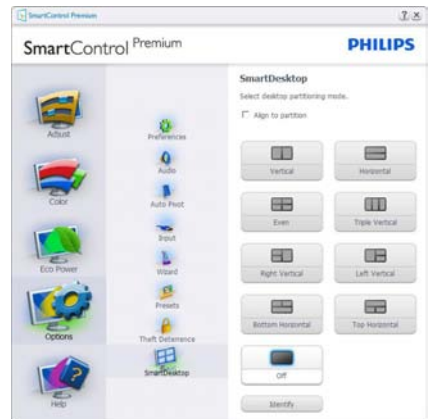 SmartControl Premium
SmartControl Premium
PHILIPS
Adjust
Color
Eco Power
Options
Help
Preferences
Audio
Auto Pivot
Input
Wizard
Presets
Theft Deterrence
SmartDesktop
SmartDesktop
Select desktop partitioning mode.
Align to partition
Vertical
Horizontal
Even
Triple Vertical
Right Vertical
Left Vertical
Bottom Horizontal
Top Horizontal
Off
Identify